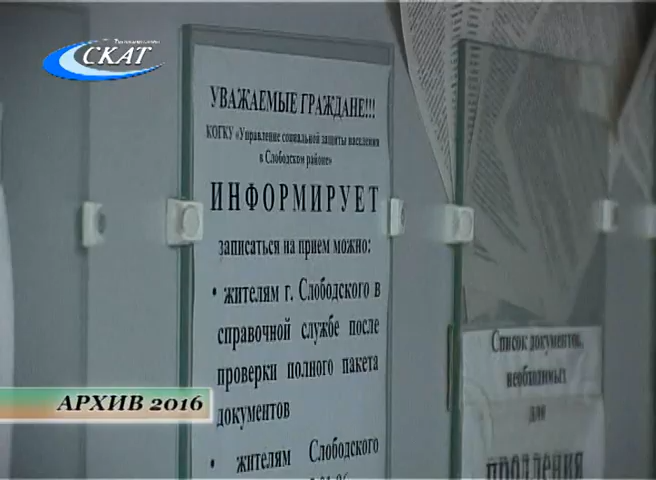 СКАТ
УВАЖАЕМЫЕ ГРАЖДАНЕ!!!
КОГКУ «Управление социальной защиты населения
в Слободском районе»
ИНФОРМИРУЕТ
записаться на прием можно:
• жителям г. Слободского в
справочной службе после
проверки полного пакета
документов
• жителям Слободского
Список документов,
необходимых
для
продления
АРХИВ 2016